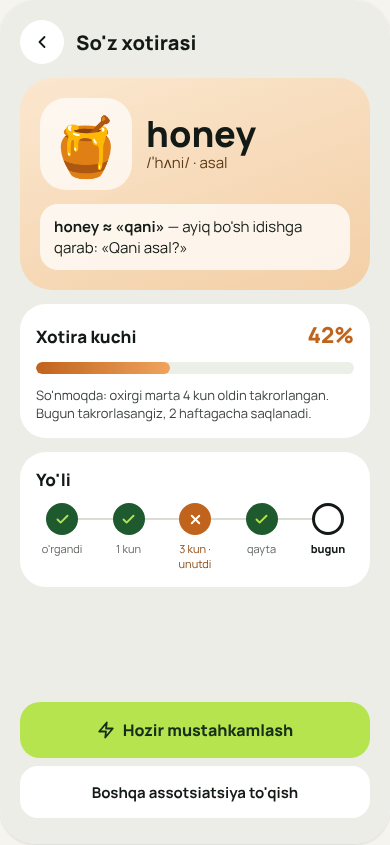 So'z xotirasi
honey
/'hʌni/ · asal
honey ≈ «qani» — ayiq bo'sh idishga
qarab: «Qani asal?»
Xotira kuchi
42%
So'nmoqda: oxirgi marta 4 kun oldin takrorlangan.
Bugun takrorlasangiz, 2 haftagacha saqlanadi.
Yo'li
o'rgandi
1 kun
3 kun ·
unutdi
qayta
bugun
Hozir mustahkamlash
Boshqa assotsiatsiya to'qish